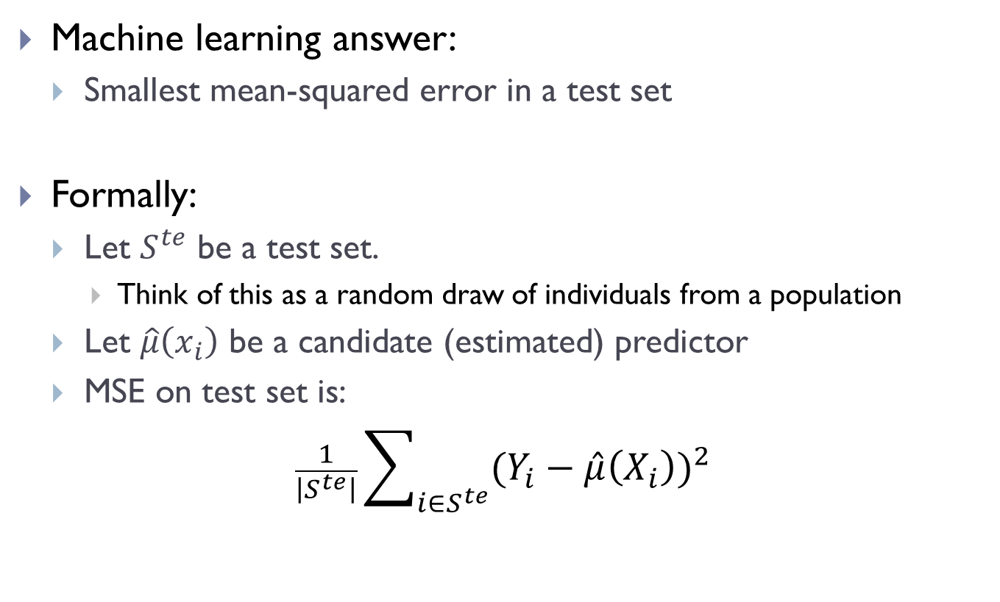 Machine learning answer:
Smallest mean-squared error in a test set
Formally:
Let $S^{te}$ be a test set.
Think of this as a random draw of individuals from a population
Let $\hat{\mu}(x_i)$ be a candidate (estimated) predictor
MSE on test set is:
$\frac{1}{|S^{te}|} \sum_{i \in S^{te}} (Y_i - \hat{\mu}(X_i))^2$